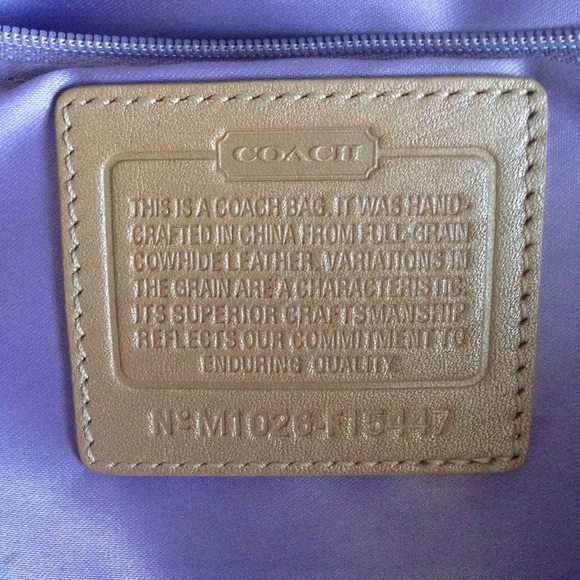 COACH
THIS IS A COACH BAG. IT WAS HAND-
CRAFTED IN CHINA FROM FULL-GRAIN
COWHIDE LEATHER. VARIATIONS IN
THE GRAIN ARE A CHARACTERISTIC.
ITS SUPERIOR CRAFTSMANSHIP
REFLECTS OUR COMMITMENT TO
ENDURING QUALITY.
Nº M1026-F15447